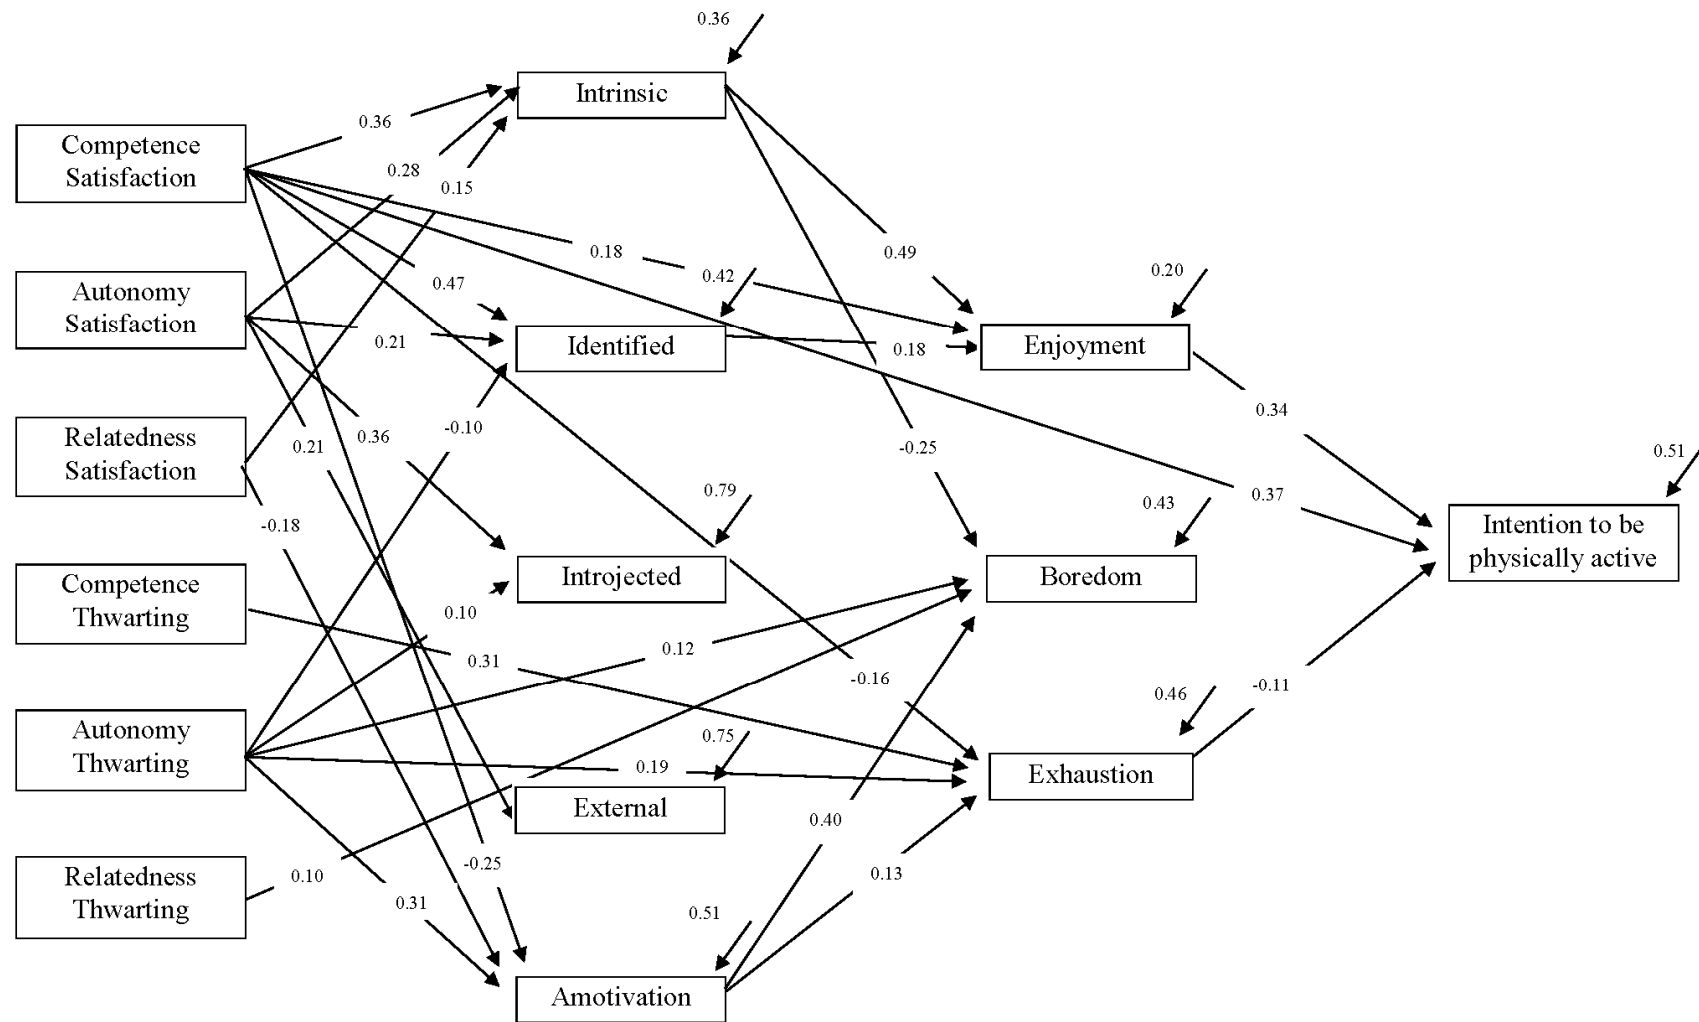 0.36
Intrinsic
Competence
Satisfaction
0.36
0.28
0.15
0.18
0.49
0.47
0.42
0.20
Autonomy
Satisfaction
0.21
Identified
0.18
Enjoyment
0.34
Relatedness
Satisfaction
0.21
0.36
-0.10
-0.25
0.37
0.51
-0.18
0.79
0.43
Intention to be
physically active
Competence
Thwarting
Introjected
Boredom
0.10
0.31
0.12
-0.16
0.46
-0.11
Autonomy
Thwarting
0.75
0.19
Exhaustion
External
0.40
Relatedness
Thwarting
0.10
-0.25
0.13
0.31
0.51
Amotivation